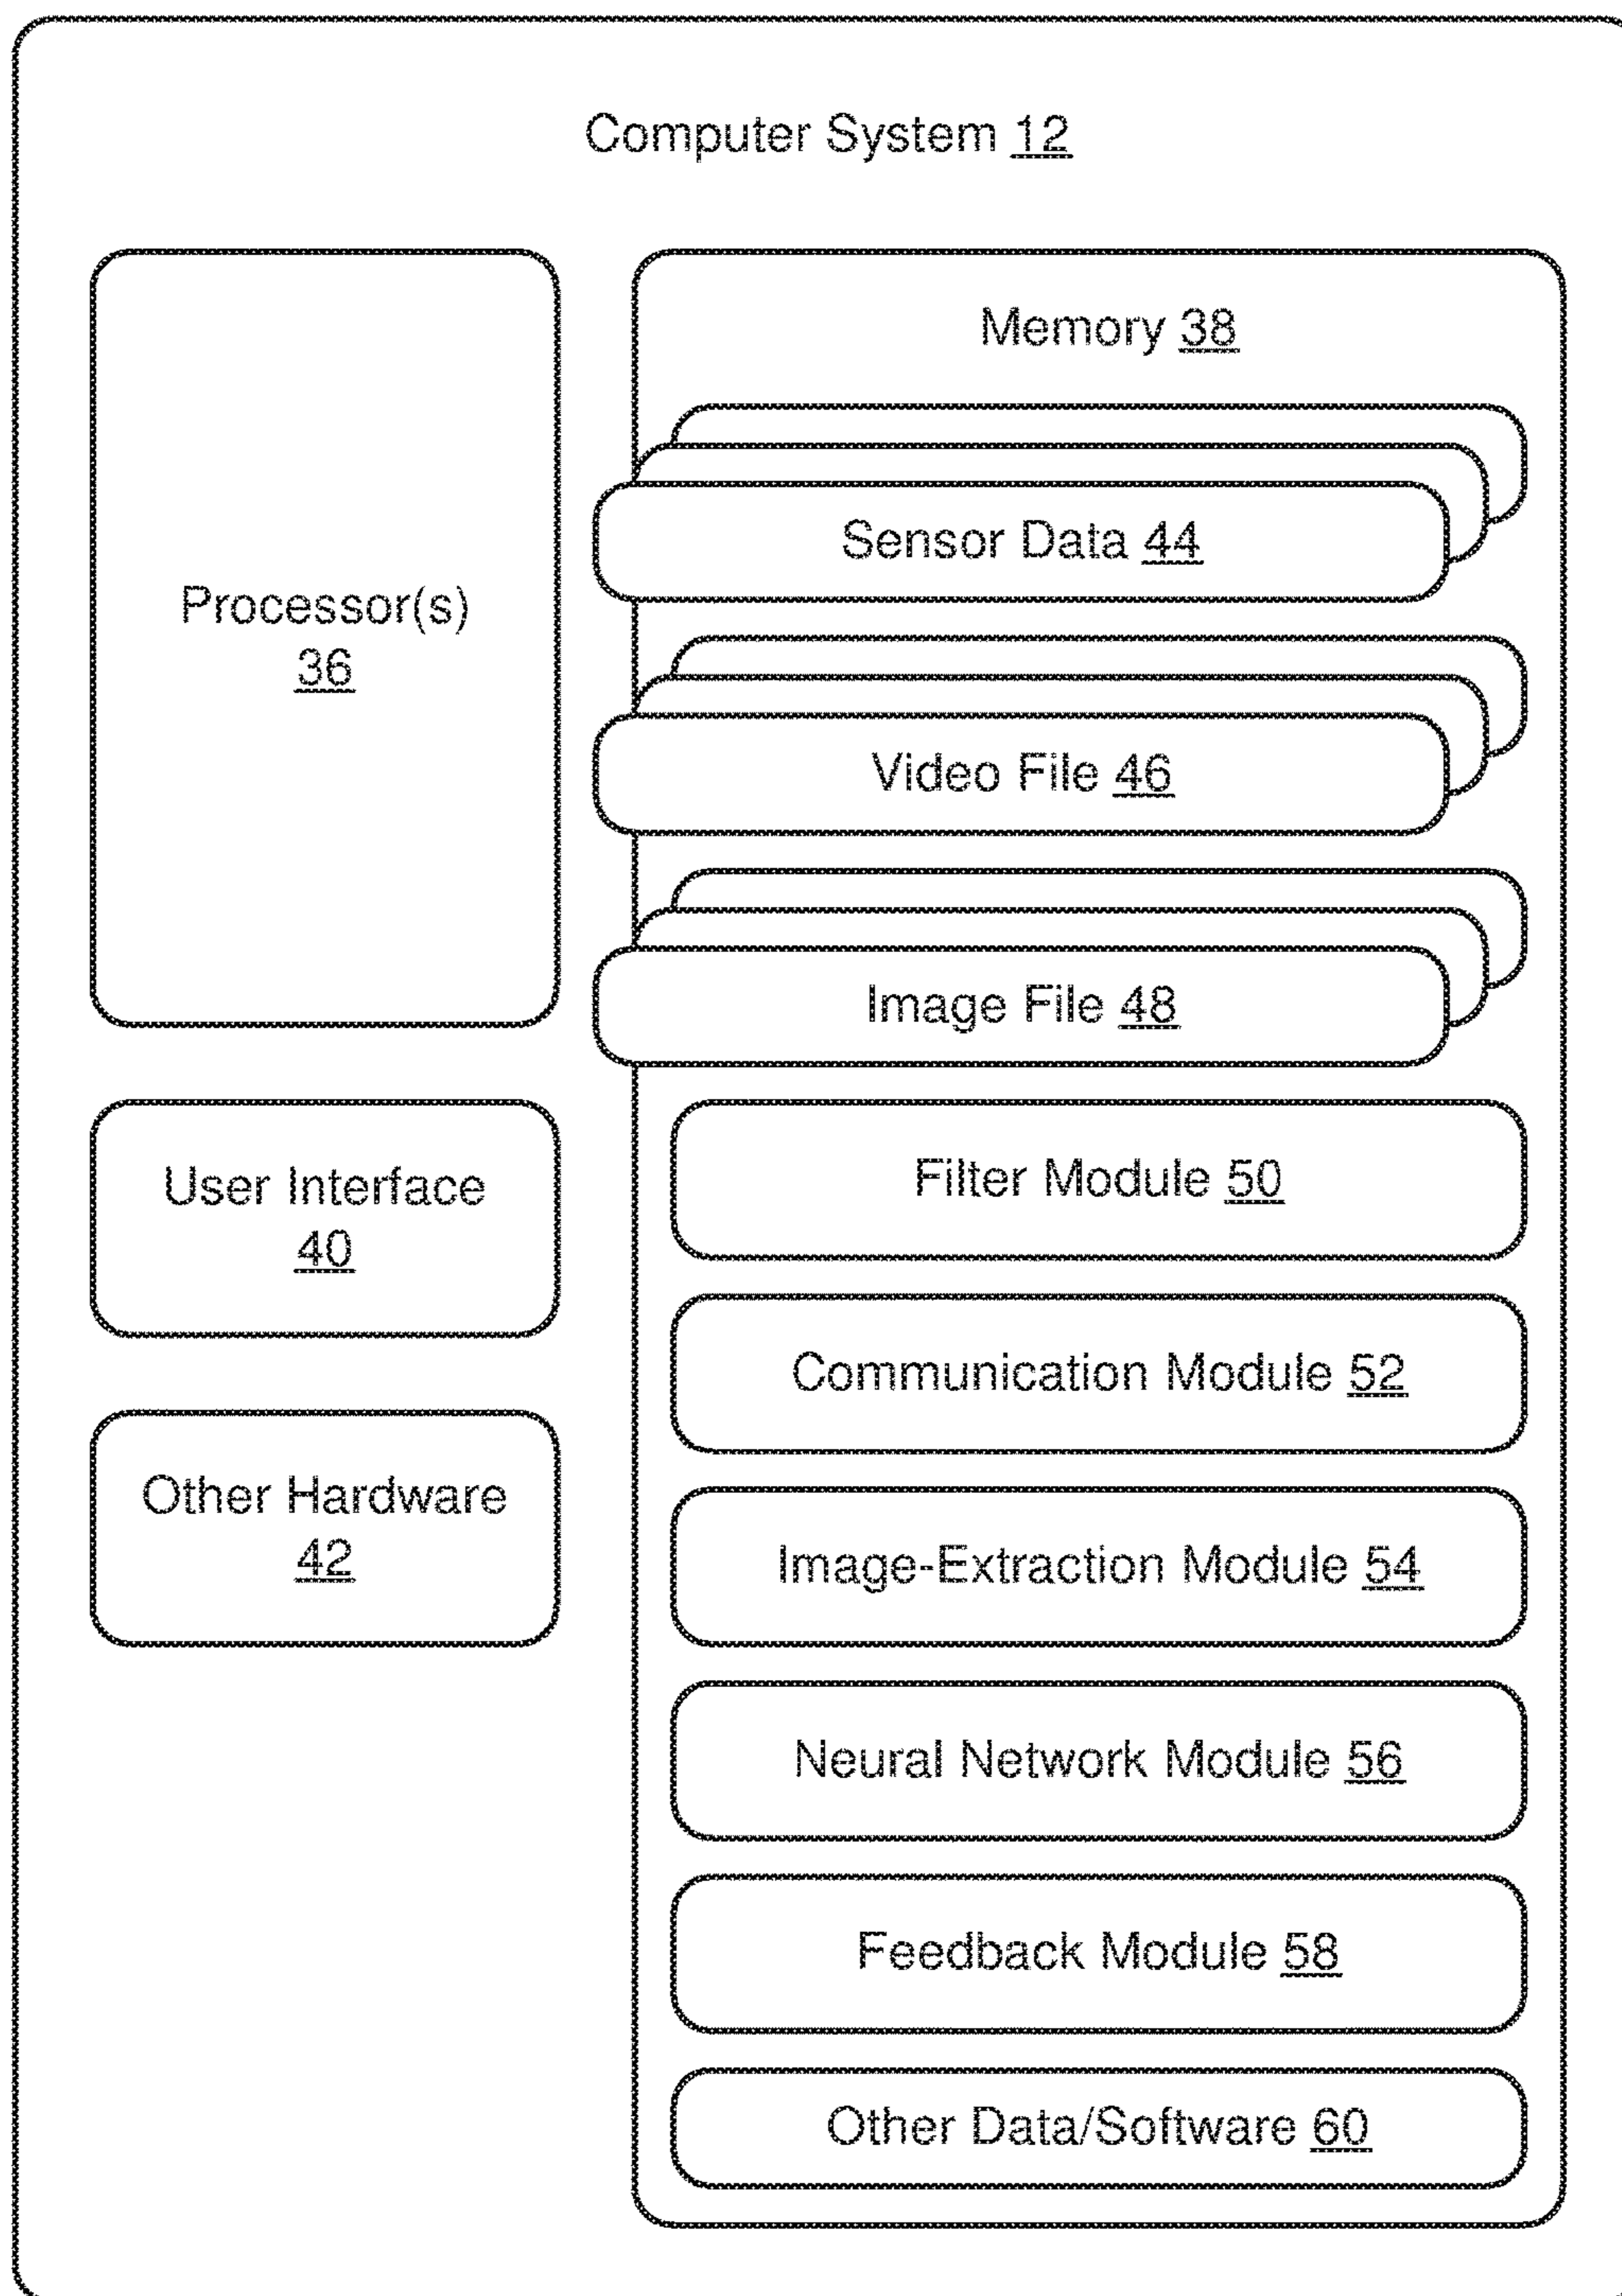 Computer System 12
Processor(s)
36
User Interface
40
Other Hardware
42
Memory 38
Sensor Data 44
Video File 46
Image File 48
Filter Module 50
Communication Module 52
Image-Extraction Module 54
Neural Network Module 56
Feedback Module 58
Other Data/Software 60